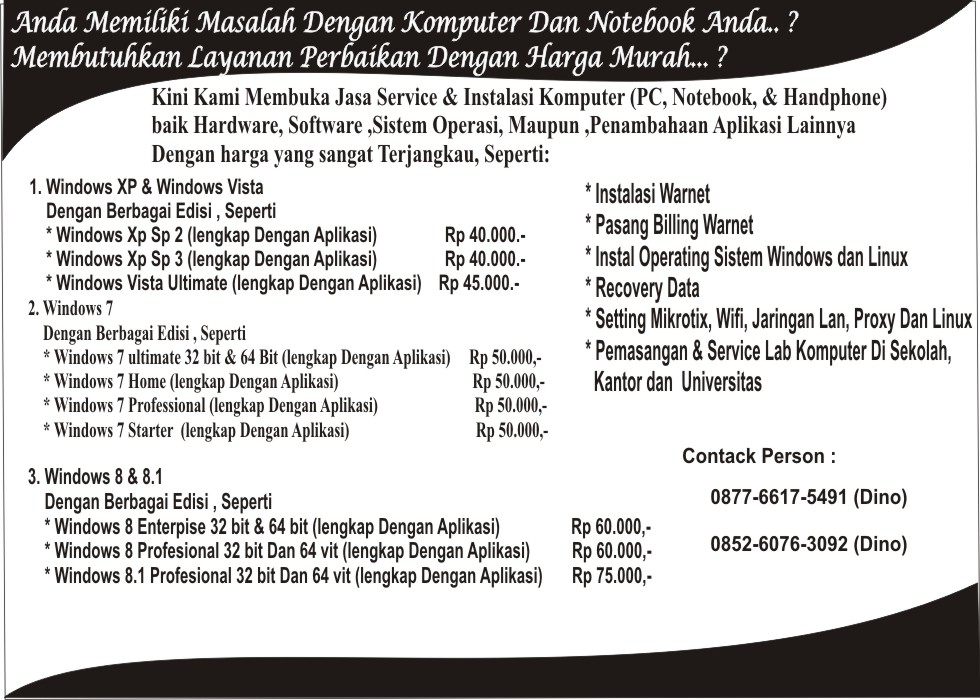 Anda Memiliki Masalah Dengan Komputer Dan Notebook Anda.. ?
Membutuhkan Layanan Perbaikan Dengan Harga Murah... ?
Kini Kami Membuka Jasa Service & Instalasi Komputer (PC, Notebook, & Handphone)
baik Hardware, Software ,Sistem Operasi, Maupun ,Penambahaan Aplikasi Lainnya
Dengan harga yang sangat Terjangkau, Seperti:
1. Windows XP & Windows Vista
Dengan Berbagai Edisi , Seperti
* Windows Xp Sp 2 (lengkap Dengan Aplikasi) Rp 40.000.-
* Windows Xp Sp 3 (lengkap Dengan Aplikasi) Rp 40.000.-
* Windows Vista Ultimate (lengkap Dengan Aplikasi) Rp 45.000.-
2. Windows 7
Dengan Berbagai Edisi , Seperti
* Windows 7 ultimate 32 bit & 64 Bit (lengkap Dengan Aplikasi) Rp 50.000,-
* Windows 7 Home (lengkap Dengan Aplikasi) Rp 50.000,-
* Windows 7 Professional (lengkap Dengan Aplikasi) Rp 50.000,-
* Windows 7 Starter (lengkap Dengan Aplikasi) Rp 50.000,-
3. Windows 8 & 8.1
Dengan Berbagai Edisi , Seperti
* Windows 8 Enterpise 32 bit & 64 bit (lengkap Dengan Aplikasi) Rp 60.000,-
* Windows 8 Profesional 32 bit Dan 64 vit (lengkap Dengan Aplikasi) Rp 60.000,-
* Windows 8.1 Profesional 32 bit Dan 64 vit (lengkap Dengan Aplikasi) Rp 75.000,-
* Instalasi Warnet
* Pasang Billing Warnet
* Instal Operating Sistem Windows dan Linux
* Recovery Data
* Setting Mikrotix, Wifi, Jaringan Lan, Proxy Dan Linux
* Pemasangan & Service Lab Komputer Di Sekolah,
Kantor dan Universitas
Contack Person :
0877-6617-5491 (Dino)
0852-6076-3092 (Dino)